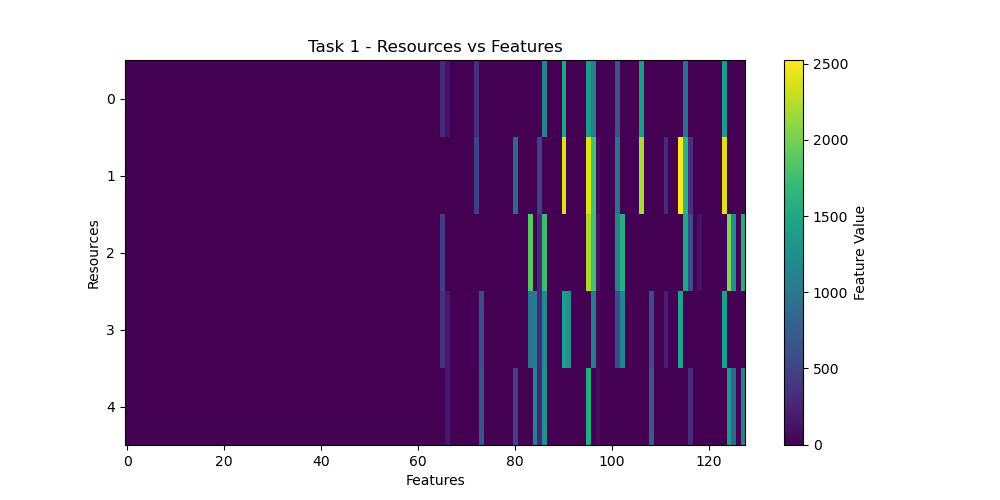 Task 1 - Resources vs Features
Resources
0
1
2
3
4
0 20 40 60 80 100 120
Features
2500
2000
1500
1000
500
0
Feature Value